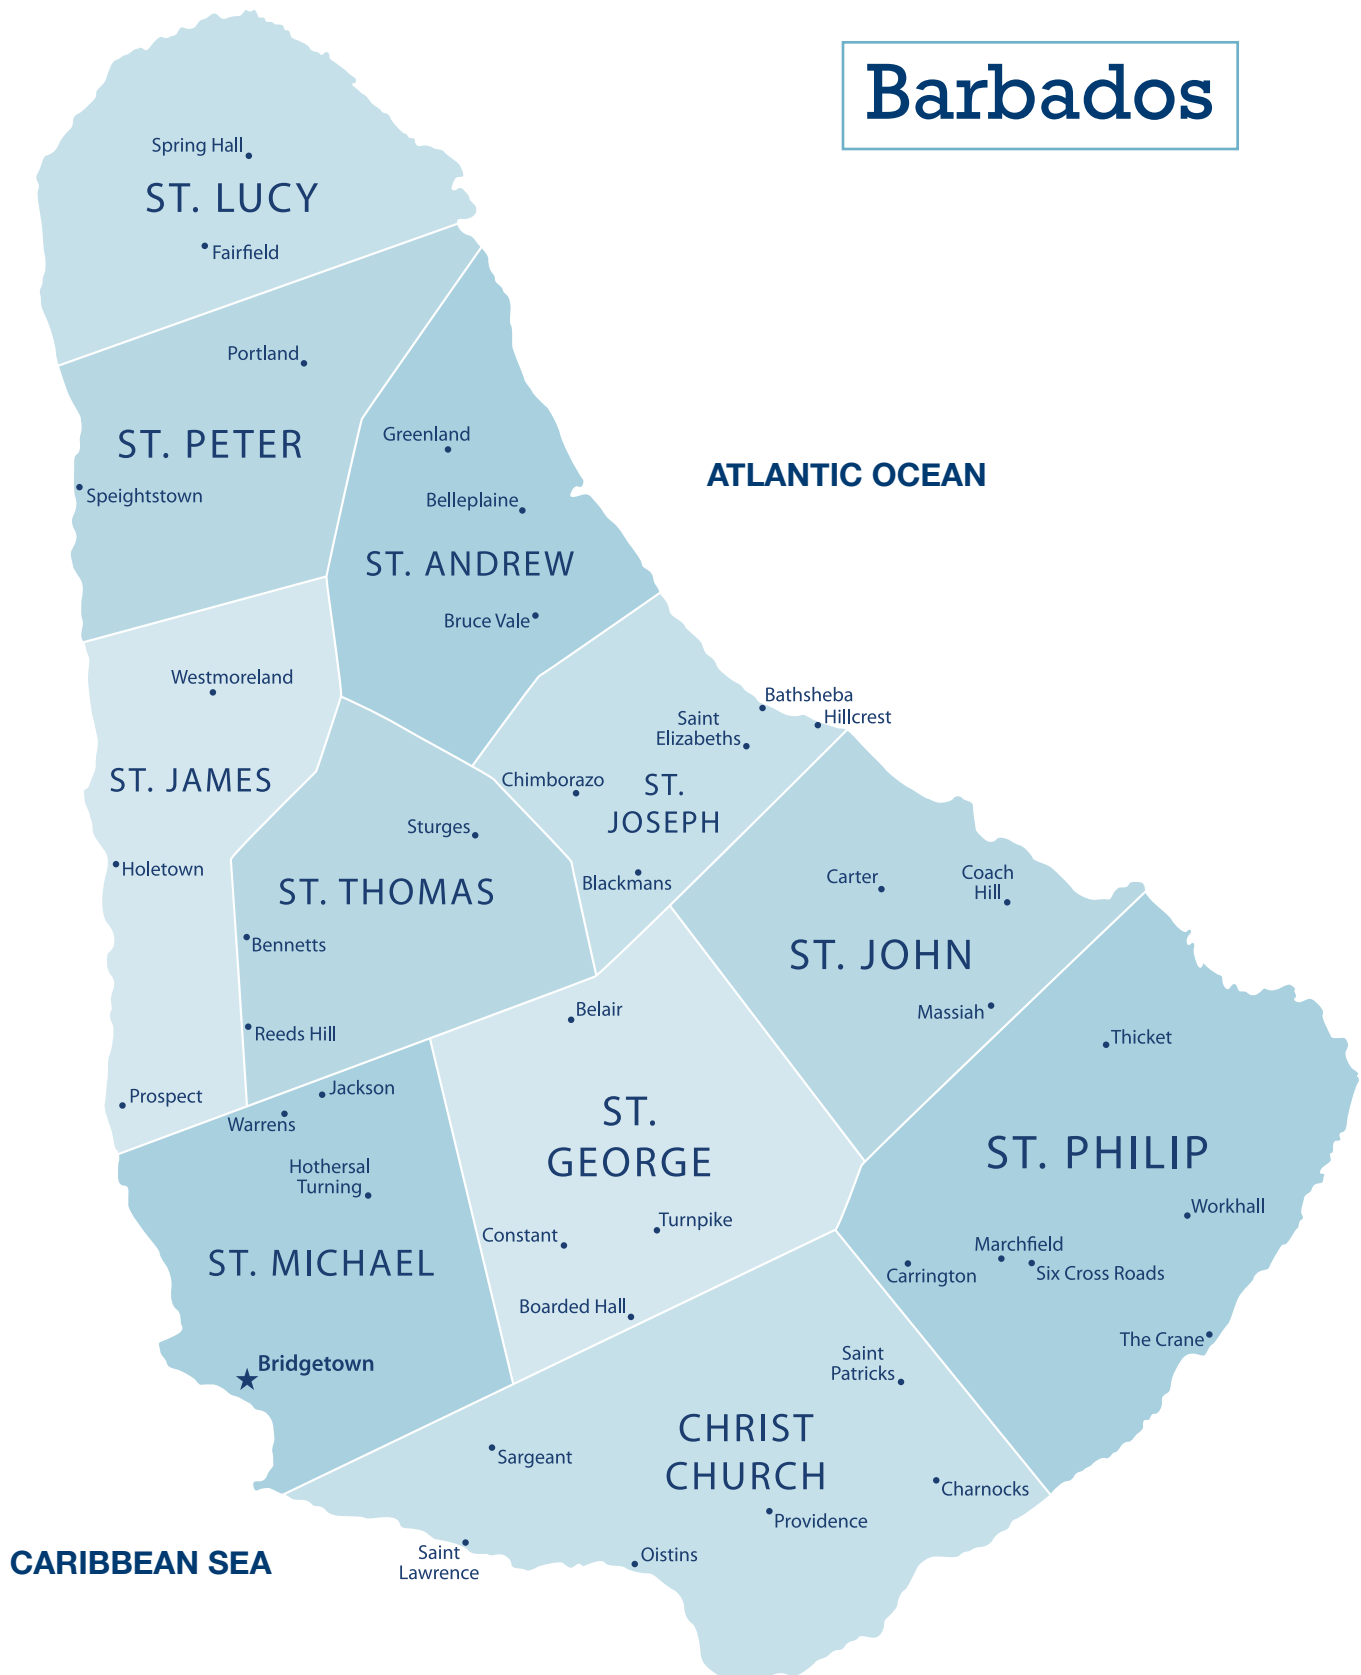 Barbados
Spring Hall
ST. LUCY
Fairfield
Portland
ST. PETER
Speightstown
Greenland
ATLANTIC OCEAN
Belleplaine
ST. ANDREW
Bruce Vale
Westmoreland
Bathsheba
Hillcrest
Saint
Elizabeths
ST. JAMES
Chimborazo
ST.
JOSEPH
Sturges
Holetown
ST. THOMAS
Blackmans
Carter
Coach
Hill
Bennetts
ST. JOHN
Belair
Massiah
Reeds Hill
Thicket
Prospect
Jackson
Warrens
ST.
GEORGE
ST. PHILIP
Hothersal
Turning
Workhall
Turnpike
Constant
ST. MICHAEL
Marchfield
Carrington
Six Cross Roads
Boarded Hall
The Crane
Bridgetown
Saint
Patricks
CHRIST
CHURCH
Sargeant
Charnocks
Providence
CARIBBEAN SEA
Saint
Lawrence
Oistins